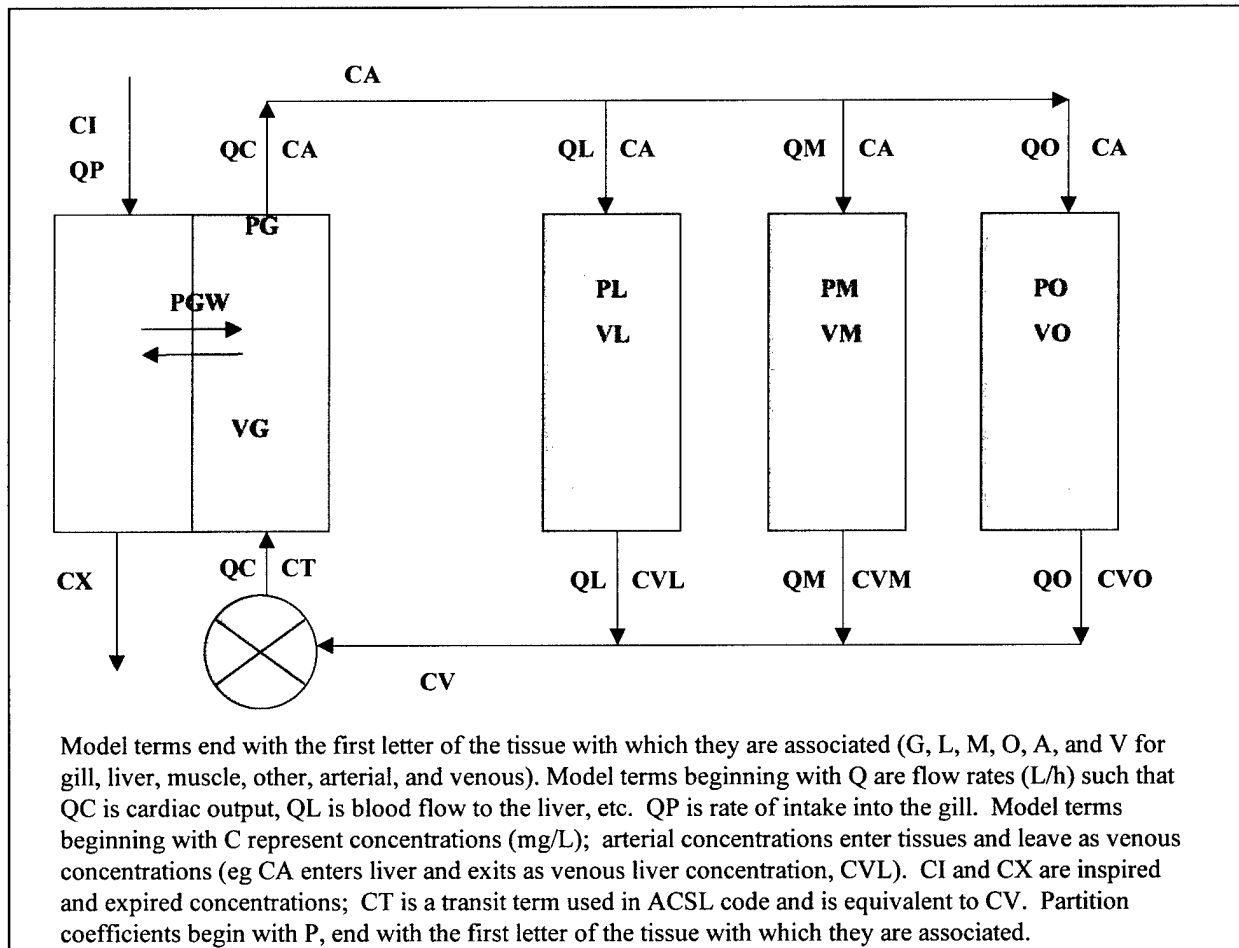 CA
CI
QP
QC CA
QL CA
QM CA
QO CA
PG
PGW
VG
PL
VL
PM
VM
PO
VO
CX
QC CT
QL CVL
QM CVM
QO CVO
CV
Model terms end with the first letter of the tissue with which they are associated (G, L, M, O, A, and V for
gill, liver, muscle, other, arterial, and venous). Model terms beginning with Q are flow rates (L/h) such that
QC is cardiac output, QL is blood flow to the liver, etc. QP is rate of intake into the gill. Model terms
beginning with C represent concentrations (mg/L); arterial concentrations enter tissues and leave as venous
concentrations (eg CA enters liver and exits as venous liver concentration, CVL). CI and CX are inspired
and expired concentrations; CT is a transit term used in ACSL code and is equivalent to CV. Partition
coefficients begin with P, end with the first letter of the tissue with which they are associated.